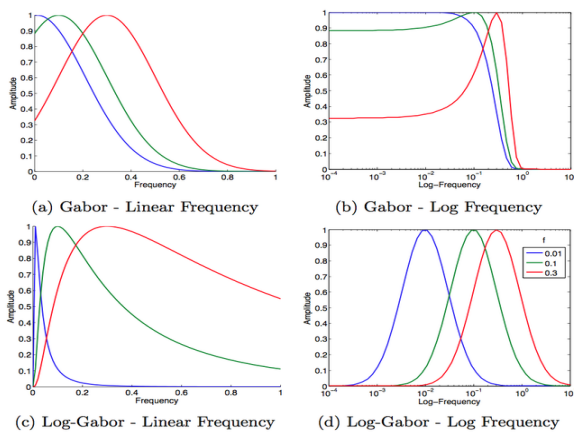 1
0.9
0.8
0.7
0.6
0.5
0.4
0.3
0.2
0.1
0
Amplitude
0 0.2 0.4 0.6 0.8 1
Frequency
(a) Gabor - Linear Frequency
1
0.9
0.8
0.7
0.6
0.5
0.4
0.3
0.2
0.1
Amplitude
10⁻⁴ 10⁻³ 10⁻² 10⁻¹ 10⁰ 10¹
Log-Frequency
(b) Gabor - Log Frequency
1
0.9
0.8
0.7
0.6
0.5
0.4
0.3
0.2
0.1
0
Amplitude
0 0.2 0.4 0.6 0.8 1
Frequency
(c) Log-Gabor - Linear Frequency
1
0.9
0.8
0.7
0.6
0.5
0.4
0.3
0.2
0.1
0
Amplitude
f
0.01
0.1
0.3
10⁻⁴ 10⁻³ 10⁻² 10⁻¹ 10⁰ 10¹
Log-Frequency
(d) Log-Gabor - Log Frequency